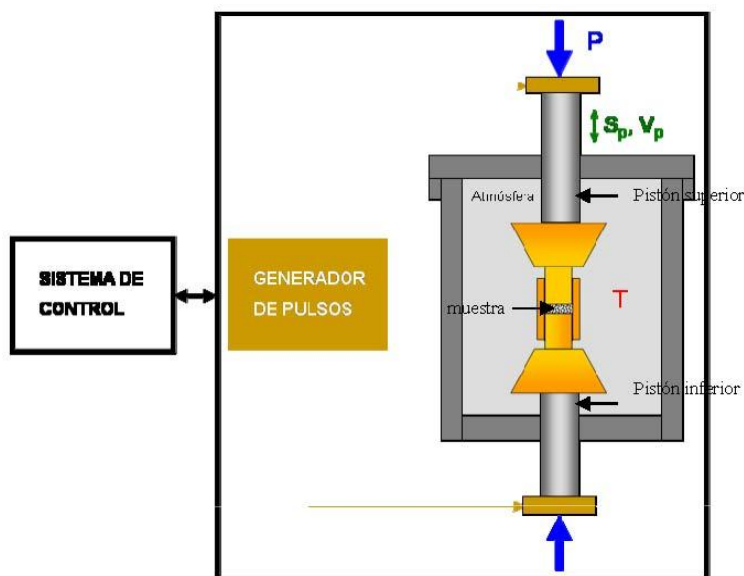 P
Sp, Vp
Atmósfera
Pistón superior
SISTEMA DE
CONTROL
GENERADOR
DE PULSOS
muestra
T
Pistón inferior